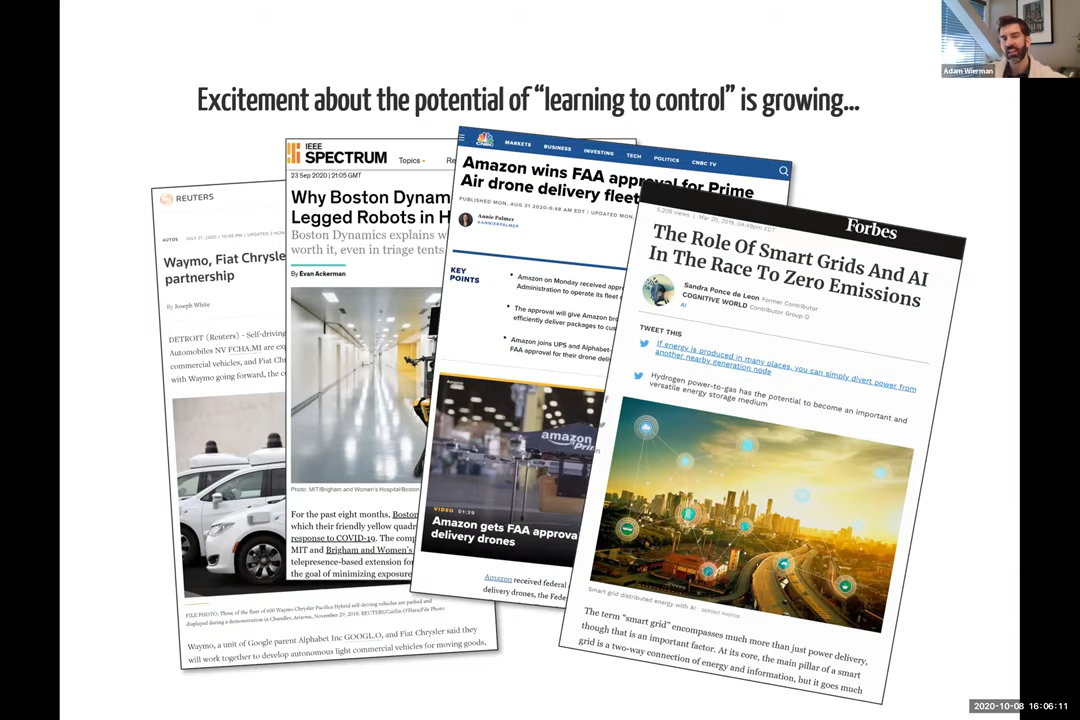 Adam Wierman
Excitement about the potential of “learning to control” is growing...
REUTERS
AUTOS
Waymo, Fiat Chrysle
partnership
By Joseph White
DETROIT (Reuters) - Self-driving
Automobiles NV FCHA.MI are ex
commercial vehicles, and Fiat Ch
with Waymo going forward, the c
FILE PHOTO: Three of the fleet of 600 Waymo Chrysler Pacifica Hybrid self-driving vehicles are parked and
displayed during a demonstration in Chandler, Arizona, November 29, 2018. REUTERS/Caitlin O'Hara/File Photo
Waymo, a unit of Google parent Alphabet Inc GOOGL.O, and Fiat Chrysler said they
will work together to develop autonomous light commercial vehicles for moving goods,
IEEE
SPECTRUM
Topics
Re
23 Sep 2020 | 21:05 GMT
Why Boston Dynam
Legged Robots in H
Boston Dynamics explains w
worth it, even in triage tents
By Evan Ackerman
Photo: MIT/Brigham and Women's Hospital/Boston
For the past eight months, Boston
which their friendly yellow quadr
response to COVID-19. The comp
MIT and Brigham and Women's
telepresence-based extension for
the goal of minimizing exposure
CNBC
MARKETS BUSINESS INVESTING TECH POLITICS CNBC TV
Amazon wins FAA approval for Prime
Air drone delivery fleet
PUBLISHED MON, AUG 31 2020 9:48 AM EDT | UPDATED MON,
Annie Palmer
@ANNIERPALMER
KEY
POINTS
Amazon on Monday received appr
Administration to operate its fleet
The approval will give Amazon bro
efficiently deliver packages to cus
Amazon joins UPS and Alphabet-
FAA approval for their drone deli
amazon
Prim
VIDEO 01:39
Amazon gets FAA approva
delivery drones
Amazon received federal
delivery drones, the Fede
Forbes
5,206 views | Mar 20, 2019, 04:49pm EDT
The Role Of Smart Grids And AI
In The Race To Zero Emissions
Sandra Ponce de Leon Former Contributor
COGNITIVE WORLD Contributor Group
AI
TWEET THIS
If energy is produced in many places, you can simply divert power from
another nearby generation node
Hydrogen power-to-gas has the potential to become an important and
versatile energy storage medium
Smart grid distributed energy with AI DEPOSIT PHOTOS
The term “smart grid” encompasses much more than just power delivery,
though that is an important factor. At its core, the main pillar of a smart
grid is a two-way connection of energy and information, but it goes much
2020-10-08 16:06:11